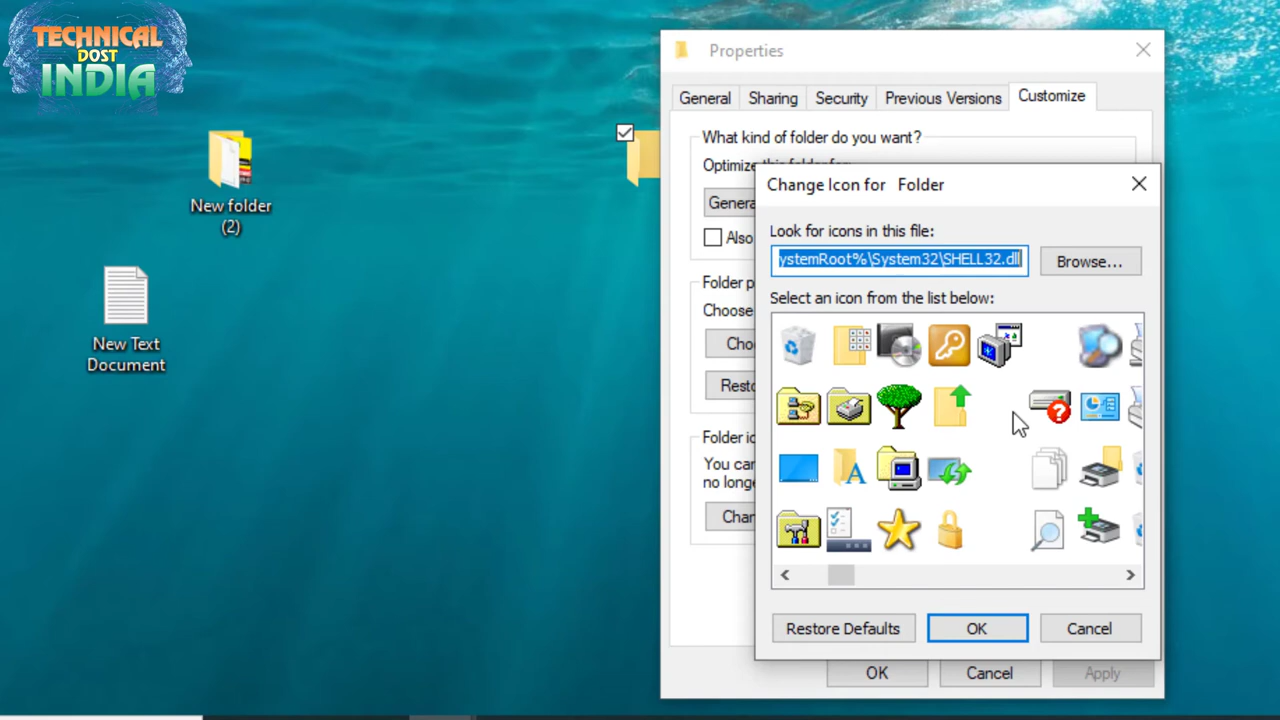 TECHNICAL
DOST
INDIA
New folder
(2)
New Text
Document
Properties
General
Sharing
Security
Previous Versions
Customize
What kind of folder do you want?
Optimize this folder for:
Genera
Also
Folder p
Choose
Cho
Resto
Folder ic
You can
no longe
Chan
Change Icon for Folder
Look for icons in this file:
ystemRoot%\System32\SHELL32.dll
Browse...
Select an icon from the list below:
Restore Defaults
OK
Cancel
OK
Cancel
Apply